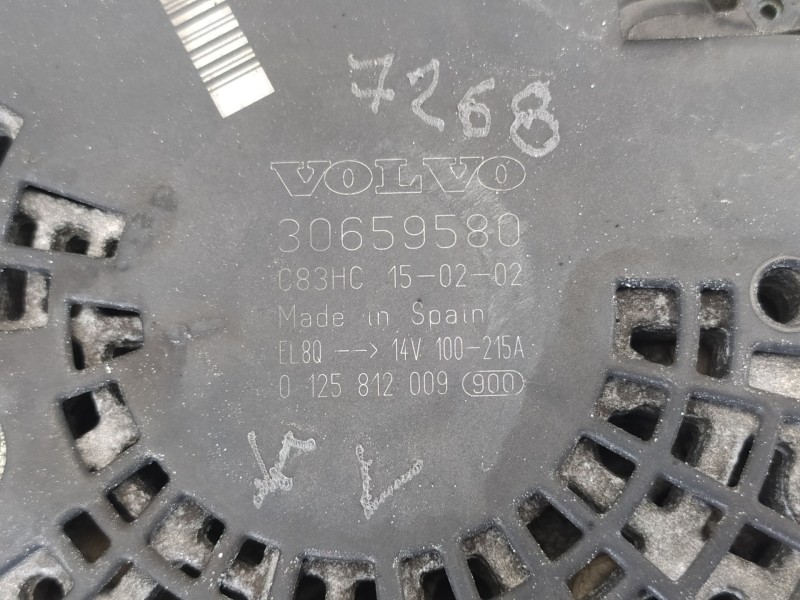 7268
VOLVO
30659580
C83HC 15-02-02
Made in Spain
EL8Q --> 14V 100-215A
0 125 812 009 900